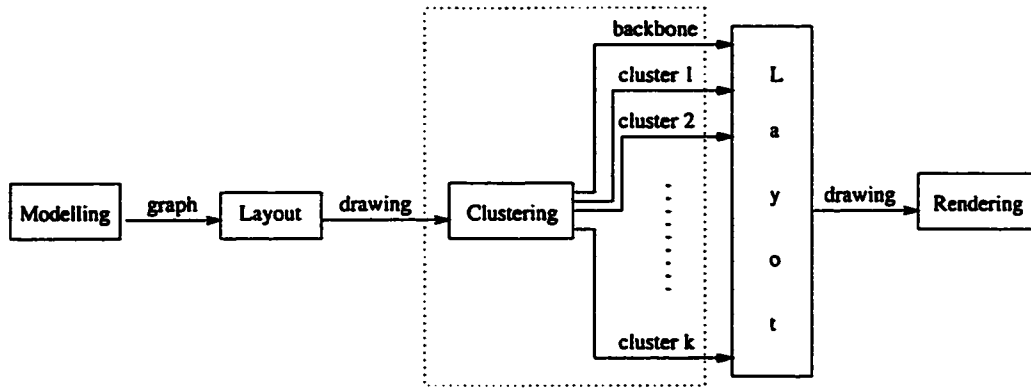 backbone
cluster 1
cluster 2
Modelling
graph
Layout
drawing
Clustering
cluster k
L
a
y
o
t
drawing
Rendering